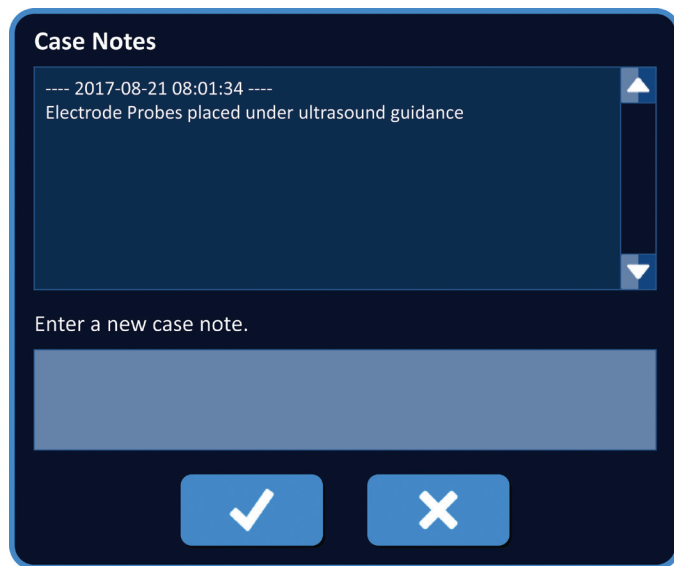 Case Notes
---- 2017-08-21 08:01:34 ----
Electrode Probes placed under ultrasound guidance
Enter a new case note.